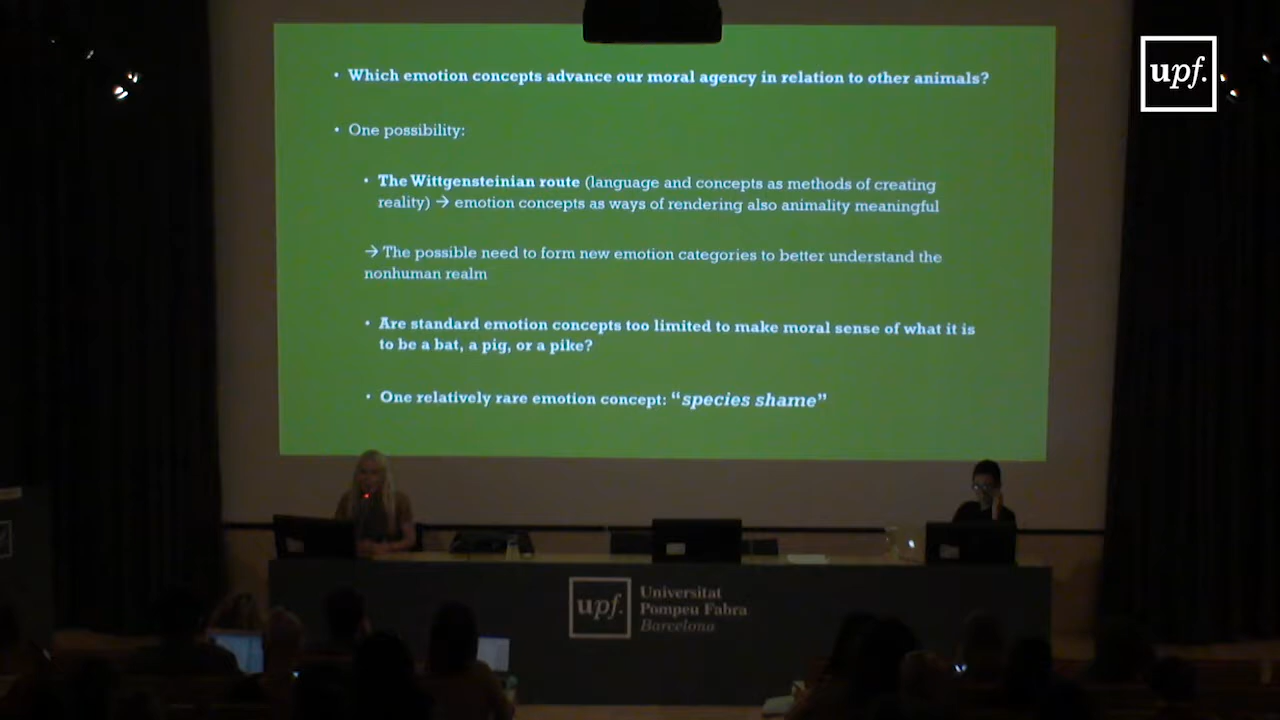 upf.
• Which emotion concepts advance our moral agency in relation to other animals?
• One possibility:
• The Wittgensteinian route (language and concepts as methods of creating
reality) → emotion concepts as ways of rendering also animality meaningful
→ The possible need to form new emotion categories to better understand the
nonhuman realm
• Are standard emotion concepts too limited to make moral sense of what it is
to be a bat, a pig, or a pike?
• One relatively rare emotion concept: “species shame”
upf.
Universitat
Pompeu Fabra
Barcelona